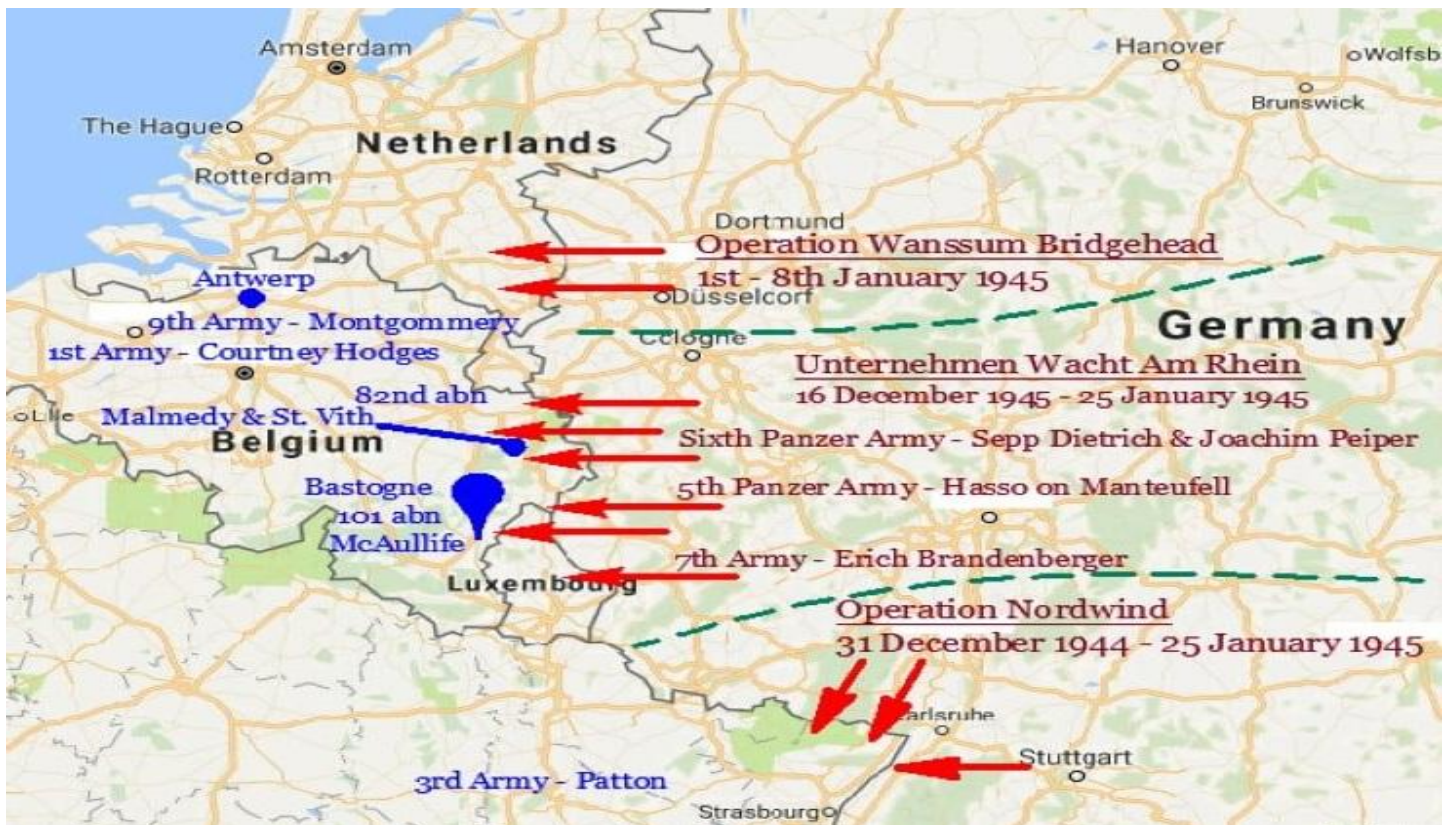 Amsterdam
Hanover
Wolfsb
Brunswick
The Hague
Netherlands
Rotterdam
Dortmund
Operation Wanssum Bridgehead
1st - 8th January 1945
Antwerp
Düsselcorf
9th Army - Montgommery
Germany
Cologne
1st Army - Courtney Hodges
Unternehmen Wacht Am Rhein
16 December 1945 - 25 January 1945
82nd abn
Malmedy & St. Vith
Belgium
Sixth Panzer Army - Sepp Dietrich & Joachim Peiper
Bastogne
5th Panzer Army - Hasso on Manteufell
101 abn
McAullife
7th Army - Erich Brandenberger
Luxembourg
Operation Nordwind
31 December 1944 - 25 January 1945
arlsruhe
Stuttgart
3rd Army - Patton
Strasbourg